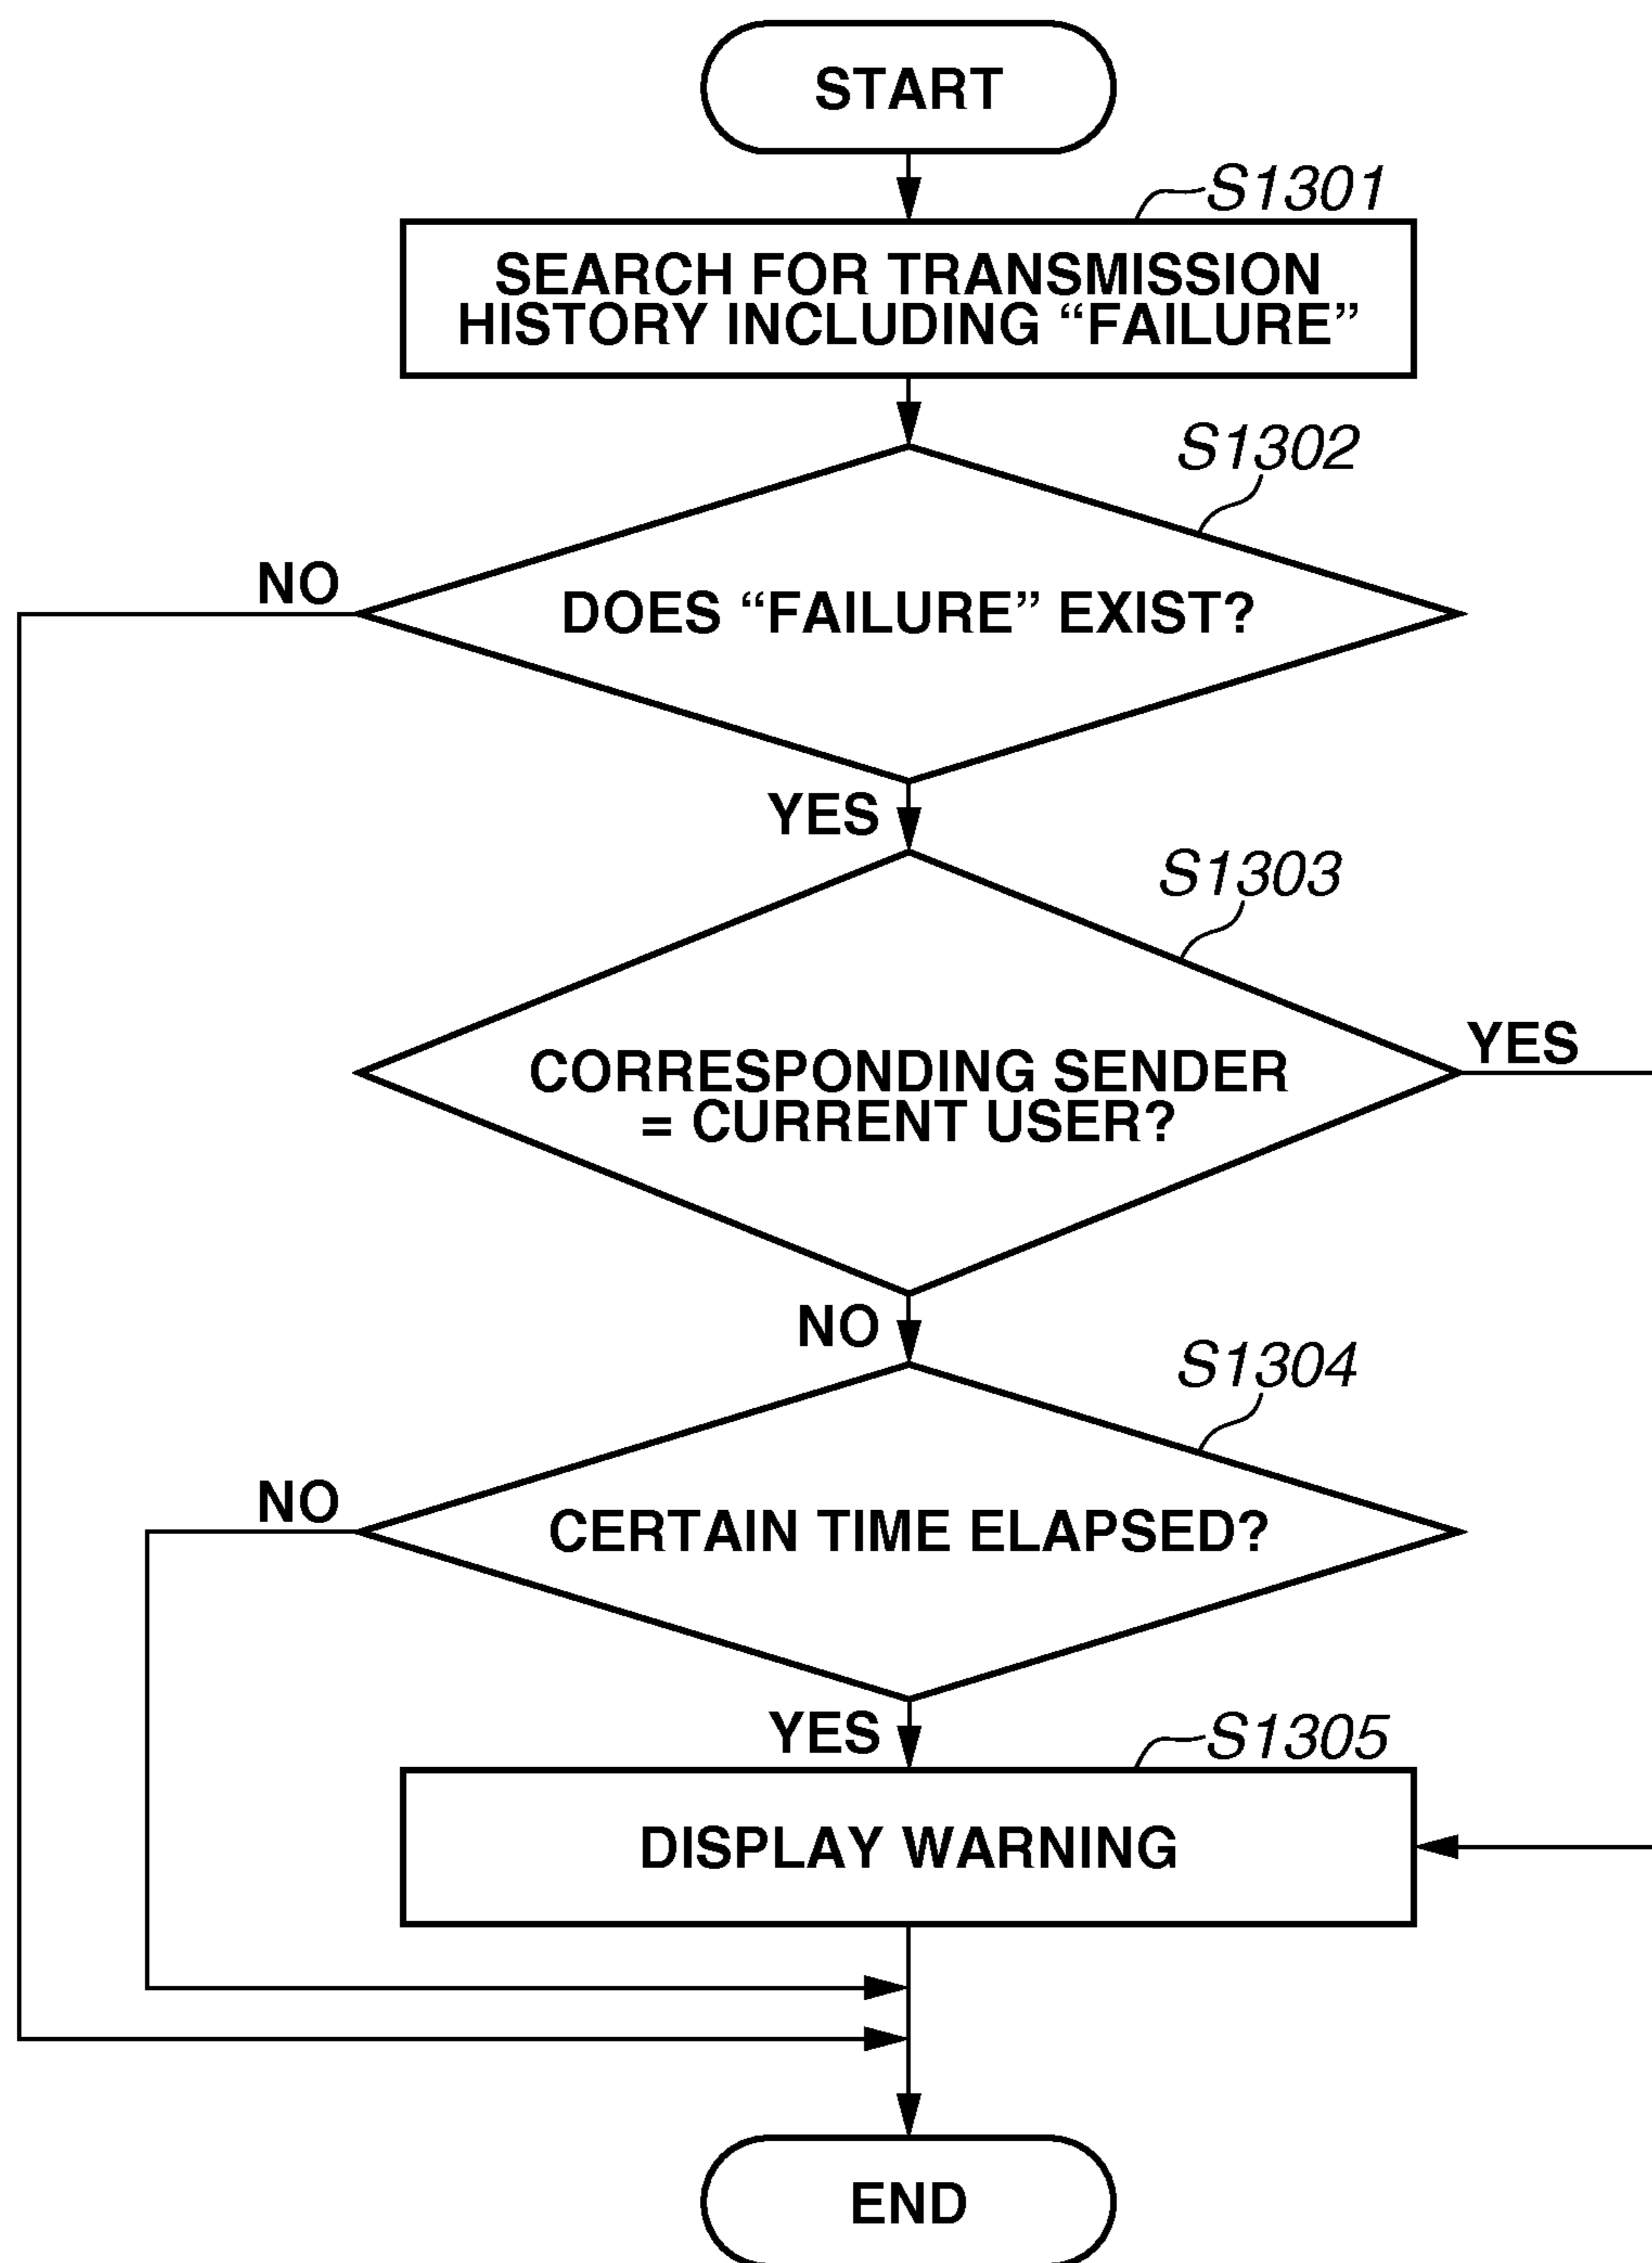 START
S1301
SEARCH FOR TRANSMISSION
HISTORY INCLUDING “FAILURE”
S1302
NO
DOES “FAILURE” EXIST?
YES
S1303
YES
CORRESPONDING SENDER
= CURRENT USER?
NO
S1304
NO
CERTAIN TIME ELAPSED?
YES
S1305
DISPLAY WARNING
END